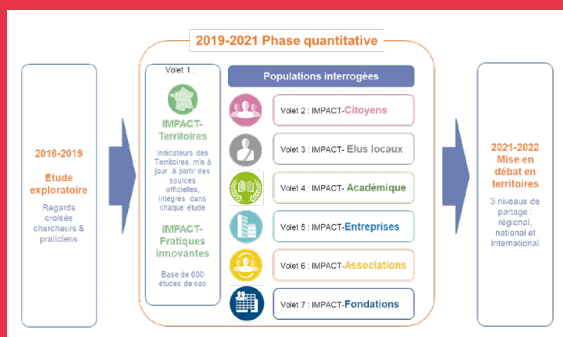 2019-2021 Phase quantitative
2018-2019
Etude
exploratoire
Regards
croisés
chercheurs &
praticiens
Volet 1 :
IMPACT-
Territoires
Indicateurs des
Territoires, mis à
jour à partir des
sources
officielles,
intégrés dans
chaque étude
IMPACT-
Pratiques
innovantes
Base de 600
études de cas
Populations interrogées
Volet 2 : IMPACT-Citoyens
Volet 3 : IMPACT-Elus locaux
Volet 4 : IMPACT-Académique
Volet 5 : IMPACT-Entreprises
Volet 6 : IMPACT-Associations
Volet 7 : IMPACT-Fondations
2021-2022
Mise en
débat en
territoires
3 niveaux de
partage :
régional,
national et
international